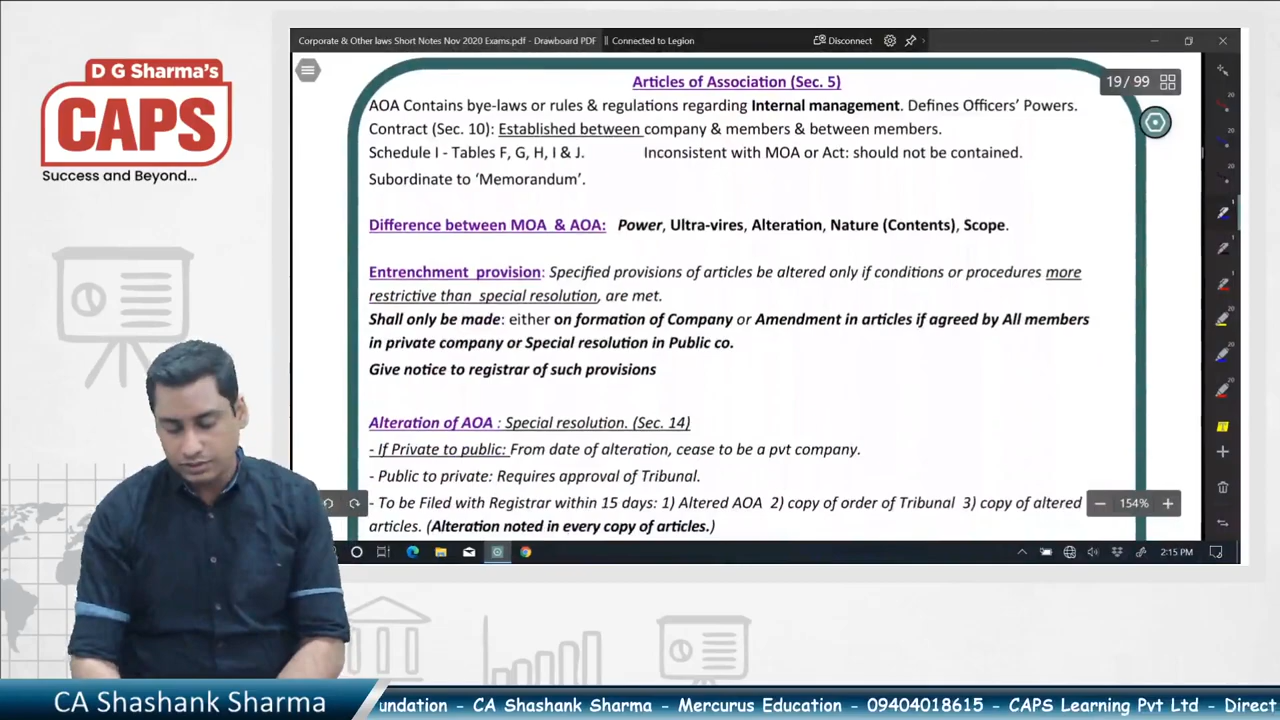 D G Sharma's
CAPS
Success and Beyond...
Corporate & Other laws Short Notes Nov 2020 Exams.pdf - Drawboard PDF
Connected to Legion
Disconnect
19 / 99
Articles of Association (Sec. 5)
AOA Contains bye-laws or rules & regulations regarding Internal management. Defines Officers' Powers.
Contract (Sec. 10): Established between company & members & between members.
Schedule I - Tables F, G, H, I & J. Inconsistent with MOA or Act: should not be contained.
Subordinate to 'Memorandum'.
Difference between MOA & AOA: Power, Ultra-vires, Alteration, Nature (Contents), Scope.
Entrenchment provision: Specified provisions of articles be altered only if conditions or procedures more
restrictive than special resolution, are met.
Shall only be made: either on formation of Company or Amendment in articles if agreed by All members
in private company or Special resolution in Public co.
Give notice to registrar of such provisions
Alteration of AOA : Special resolution. (Sec. 14)
- If Private to public: From date of alteration, cease to be a pvt company.
- Public to private: Requires approval of Tribunal.
- To be Filed with Registrar within 15 days: 1) Altered AOA 2) copy of order of Tribunal 3) copy of altered
articles. (Alteration noted in every copy of articles.)
154%
2:15 PM
CA Shashank Sharma
undation - CA Shashank Sharma - Mercurus Education - 09404018615 - CAPS Learning Pvt Ltd - Direct